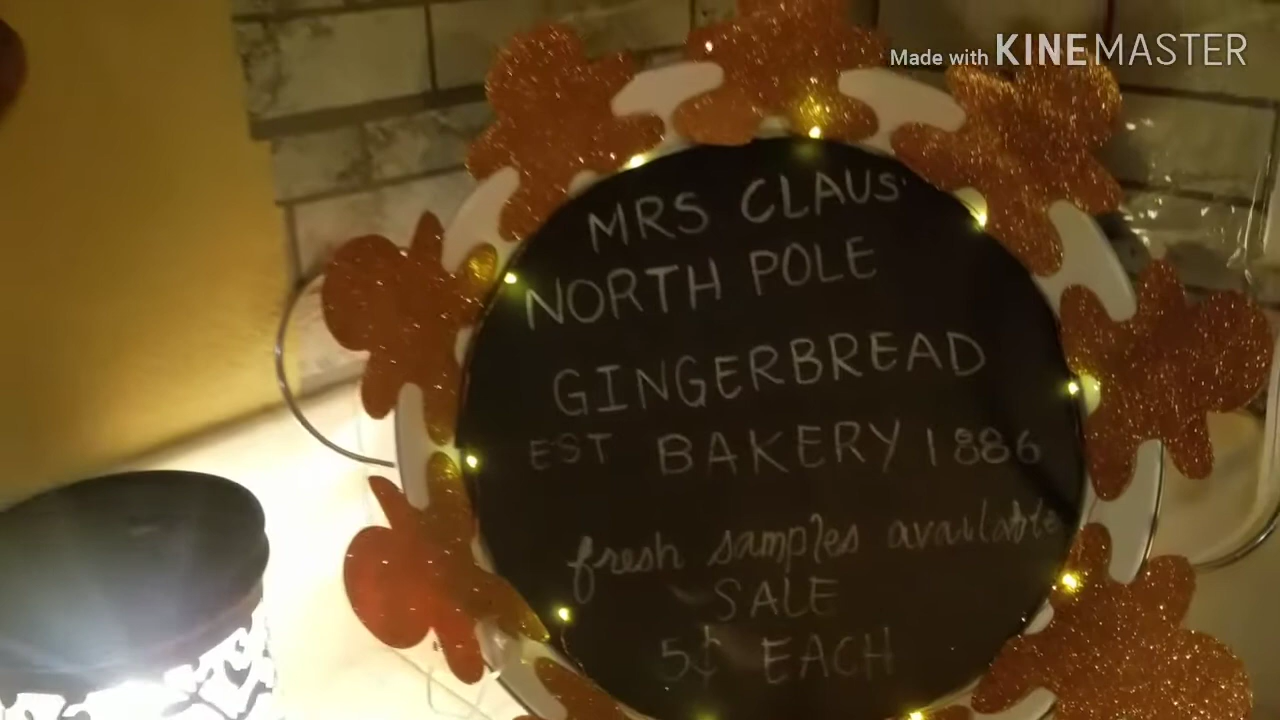 Made with KINEMASTER
MRS CLAUS'
NORTH POLE
GINGERBREAD
EST BAKERY 1886
fresh samples available
SALE
5¢ EACH